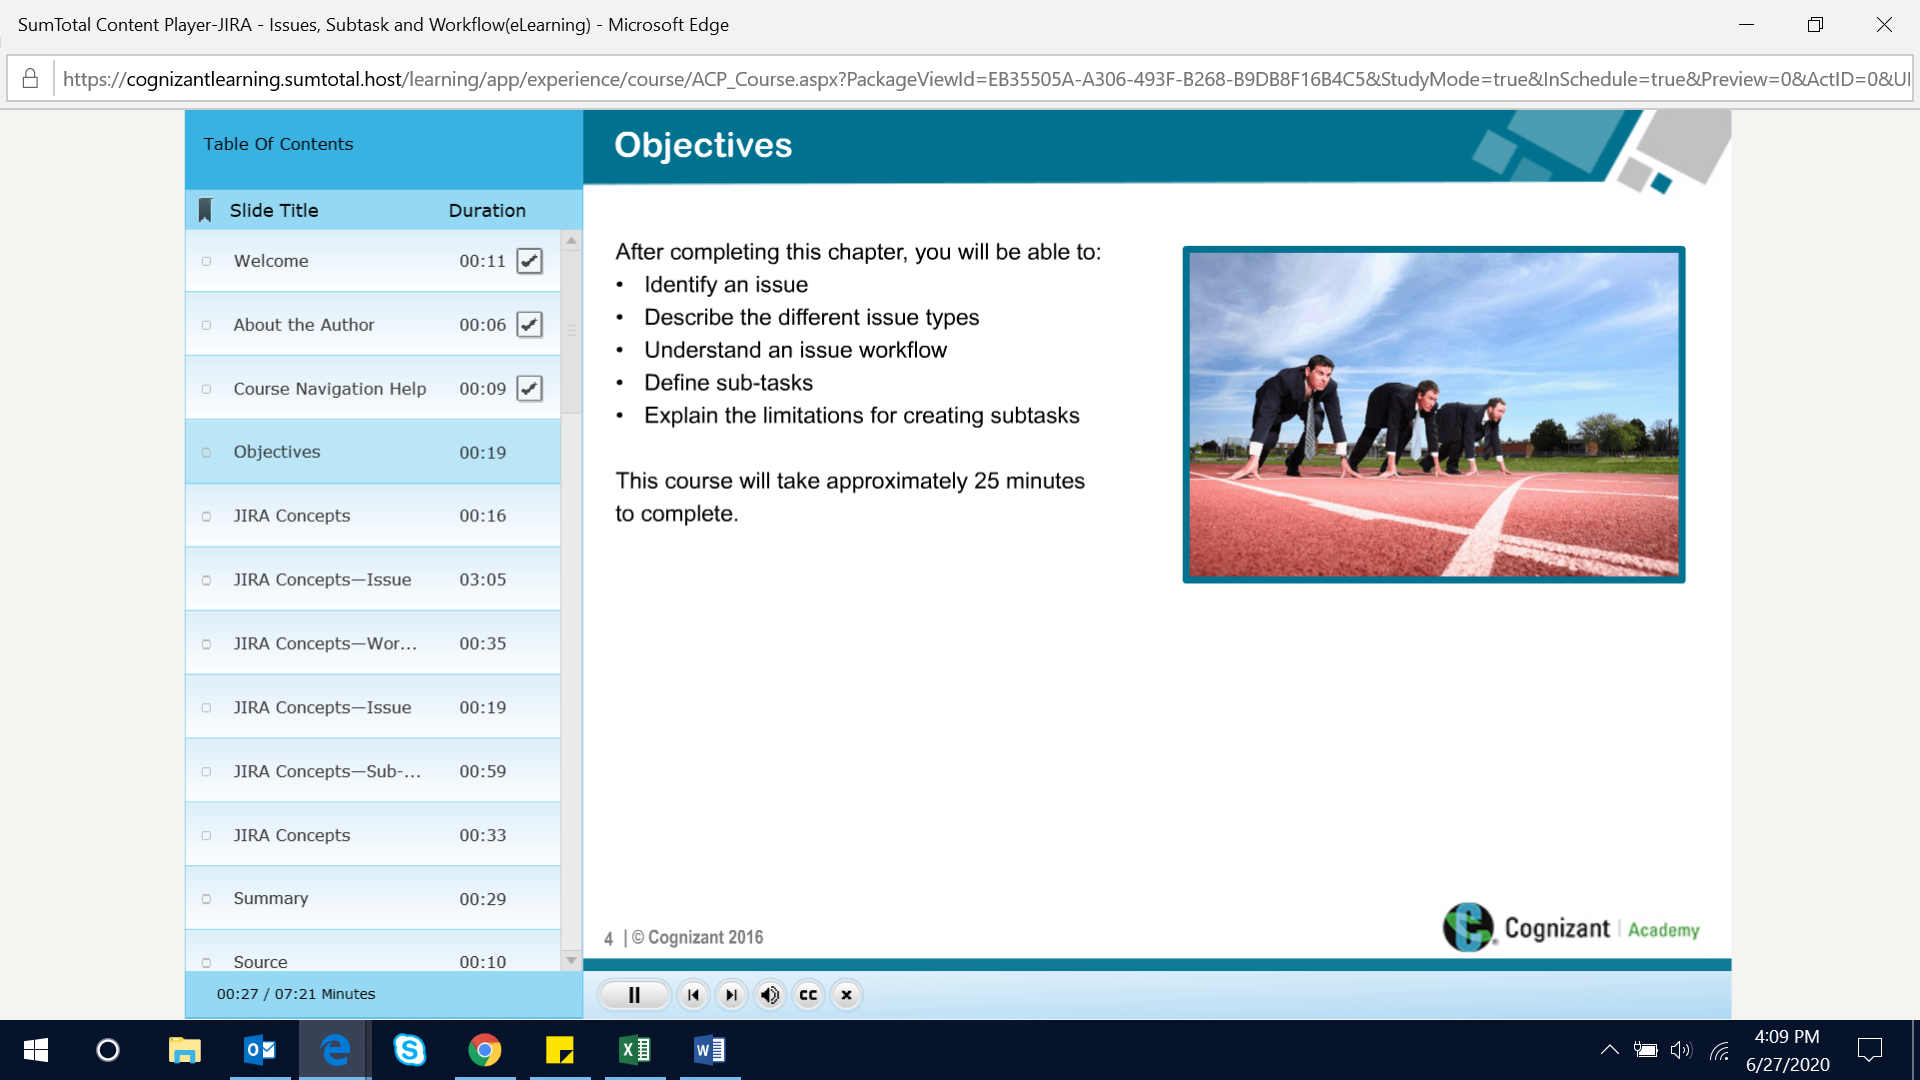 SumTotal Content Player-JIRA - Issues, Subtask and Workflow(eLearning) - Microsoft Edge
https://cognizantlearning.sumtotal.host/learning/app/experience/course/ACP_Course.aspx?PackageViewId=EB35505A-A306-493F-B268-B9DB8F16B4C5&StudyMode=true&InSchedule=true&Preview=0&ActID=0&UI
Table Of Contents
Slide Title Duration
Welcome 00:11
About the Author 00:06
Course Navigation Help 00:09
Objectives 00:19
JIRA Concepts 00:16
JIRA Concepts—Issue 03:05
JIRA Concepts—Wor... 00:35
JIRA Concepts—Issue 00:19
JIRA Concepts—Sub-... 00:59
JIRA Concepts 00:33
Summary 00:29
Source 00:10
00:27 / 07:21 Minutes
Objectives
After completing this chapter, you will be able to:
• Identify an issue
• Describe the different issue types
• Understand an issue workflow
• Define sub-tasks
• Explain the limitations for creating subtasks
This course will take approximately 25 minutes
to complete.
4 | © Cognizant 2016
Cognizant | Academy
CC
4:09 PM
6/27/2020